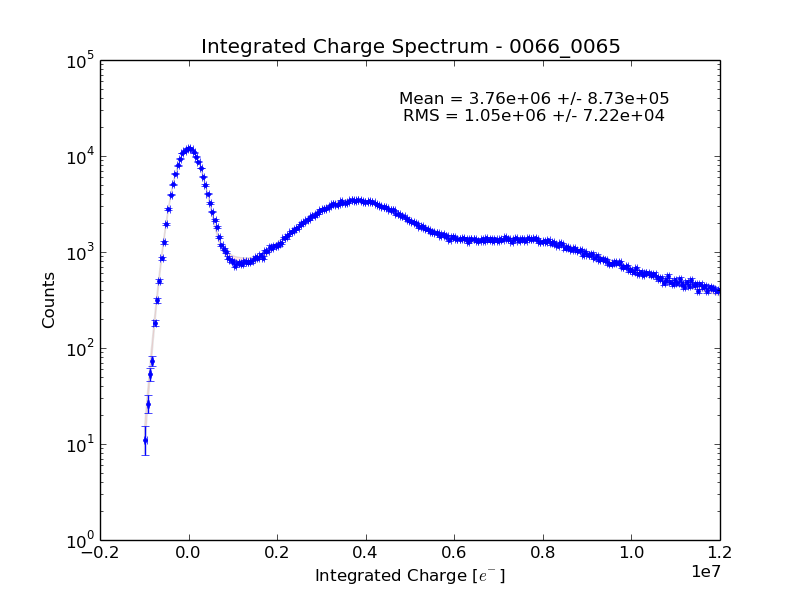 Integrated Charge Spectrum - 0066_0065
Mean = 3.76e+06 +/- 8.73e+05
RMS = 1.05e+06 +/- 7.22e+04
10^5
10^4
10^3
10^2
10^1
10^0
Counts
−0.2 0.0 0.2 0.4 0.6 0.8 1.0 1.2
1e7
Integrated Charge [e^−]